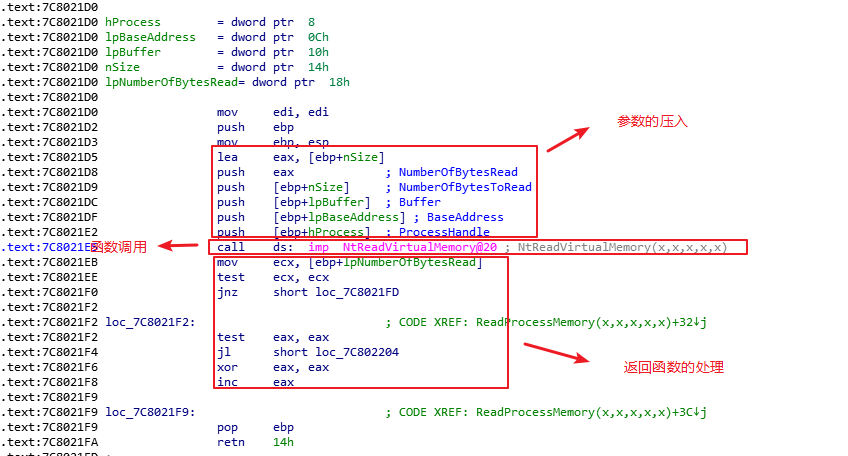 .text:7C8021D0
.text:7C8021D0 hProcess = dword ptr 8
.text:7C8021D0 lpBaseAddress = dword ptr 0Ch
.text:7C8021D0 lpBuffer = dword ptr 10h
.text:7C8021D0 nSize = dword ptr 14h
.text:7C8021D0 lpNumberOfBytesRead= dword ptr 18h
.text:7C8021D0
.text:7C8021D0 mov edi, edi
.text:7C8021D2 push ebp
参数的压入
.text:7C8021D3 mov ebp, esp
.text:7C8021D5 lea eax, [ebp+nSize]
.text:7C8021D8 push eax ; NumberOfBytesRead
.text:7C8021D9 push [ebp+nSize] ; NumberOfBytesToRead
.text:7C8021DC push [ebp+lpBuffer] ; Buffer
.text:7C8021DF push [ebp+lpBaseAddress] ; BaseAddress
.text:7C8021E2 push [ebp+hProcess] ; ProcessHandle
.text:7C8021E5 函数调用 call ds:__imp__NtReadVirtualMemory@20 ; NtReadVirtualMemory(x,x,x,x,x)
.text:7C8021EB mov ecx, [ebp+lpNumberOfBytesRead]
.text:7C8021EE test ecx, ecx
.text:7C8021F0 jnz short loc_7C8021FD
.text:7C8021F2
.text:7C8021F2 loc_7C8021F2: ; CODE XREF: ReadProcessMemory(x,x,x,x,x)+32↓j
.text:7C8021F2 test eax, eax
.text:7C8021F4 jl short loc_7C802204
.text:7C8021F6 xor eax, eax
返回函数的处理
.text:7C8021F8 inc eax
.text:7C8021F9
.text:7C8021F9 loc_7C8021F9: ; CODE XREF: ReadProcessMemory(x,x,x,x,x)+3C↓j
.text:7C8021F9 pop ebp
.text:7C8021FA retn 14h